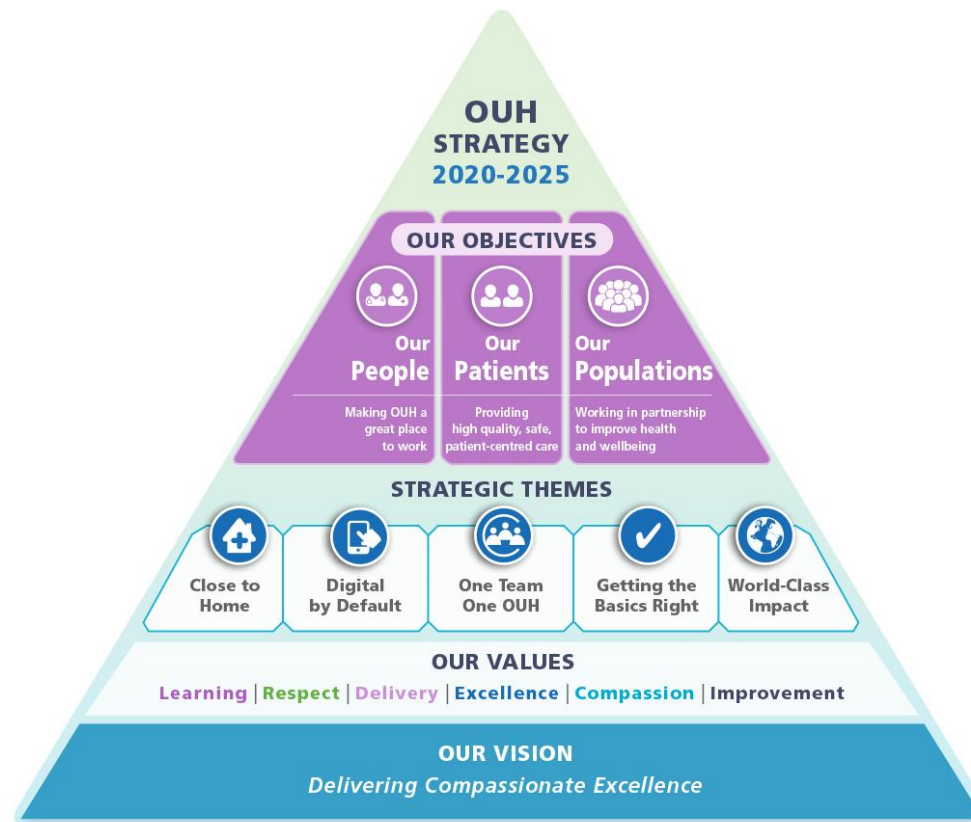 OUH
STRATEGY
2020-2025
OUR OBJECTIVES
Our
People
Making OUH a
great place
to work
Our
Patients
Providing
high quality, safe,
patient-centred care
Our
Populations
Working in partnership
to improve health
and wellbeing
STRATEGIC THEMES
Close to
Home
Digital
by Default
One Team
One OUH
Getting the
Basics Right
World-Class
Impact
OUR VALUES
Learning | Respect | Delivery | Excellence | Compassion | Improvement
OUR VISION
Delivering Compassionate Excellence